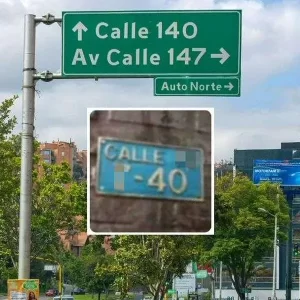 ↑ Calle 140
Av Calle 147 →
Auto Norte →
CALLE
-40